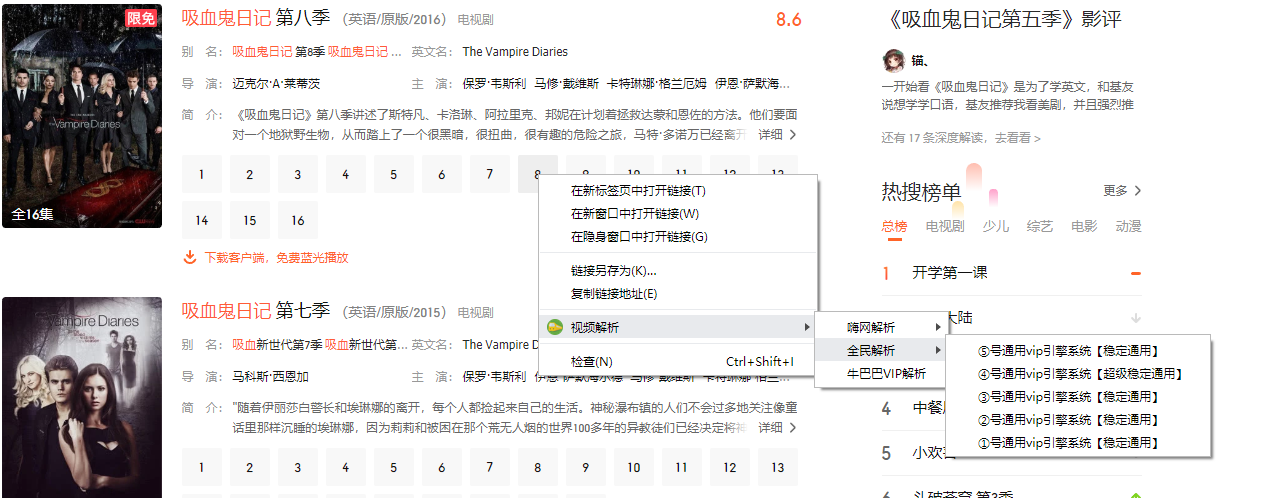 限免
The Vampire Diaries
全16集
吸血鬼日记 第八季 (英语/原版/2016) 电视剧
8.6
别 名: 吸血鬼日记 第8季 吸血鬼日记 ... 英文名: The Vampire Diaries
导 演: 迈克尔·A·莱蒂茨 主 演: 保罗·韦斯利 马修·戴维斯 卡特琳娜·格兰厄姆 伊恩·萨默海...
简 介: 《吸血鬼日记》第八季讲述了斯特凡、卡洛琳、阿拉里克、邦妮在计划着拯救达蒙和恩佐的方法。他们要面
对一个地狱野生物，从而踏上了一个很黑暗，很扭曲，很有趣的危险之旅，马特·多诺万已经离开 详细 >
1 2 3 4 5 6 7 8 9 10 11 12 13
14 15 16
下载客户端，免费蓝光播放
Vampire Diaries
吸血鬼日记 第七季 (英语/原版/2015) 电视剧
别 名: 吸血新世代第7季 吸血新世代第... 英文名: The Vampire D
导 演: 马科斯·西恩加 主 演: 保罗·韦斯利 伊恩·萨默海尔德 马修·戴维斯 卡特琳娜·格兰厄...
简 介: "随着伊丽莎白警长和埃琳娜的离开，每个人都捡起来自己的生活。神秘瀑布镇的人们不会过多地关注像童
话里那样沉睡的埃琳娜，因为莉莉和被困在那个荒无人烟的世界100多年的异教徒们已经决定将神 详细 >
1 2 3 4 5 6 7 8 9 10 11 12 13
在新标签页中打开链接(T)
在新窗口中打开链接(W)
在隐身窗口中打开链接(G)
链接另存为(K)...
复制链接地址(E)
视频解析
检查(N) Ctrl+Shift+I
嗨网解析
全民解析
牛巴巴VIP解析
⑤号通用vip引擎系统【稳定通用】
④号通用vip引擎系统【超级稳定通用】
③号通用vip引擎系统【稳定通用】
②号通用vip引擎系统【稳定通用】
①号通用vip引擎系统【稳定通用】
《吸血鬼日记第五季》影评
锚、
一开始看《吸血鬼日记》是为了学英文，和基友
说想学学口语，基友推荐我看美剧，并且强烈推
还有 17 条深度解读，去看看 >
热搜榜单
更多 >
总榜 电视剧 少儿 综艺 电影 动漫
1 开学第一课
大陆
4 中餐
5 小欢
6 斗破苍穹 第3季